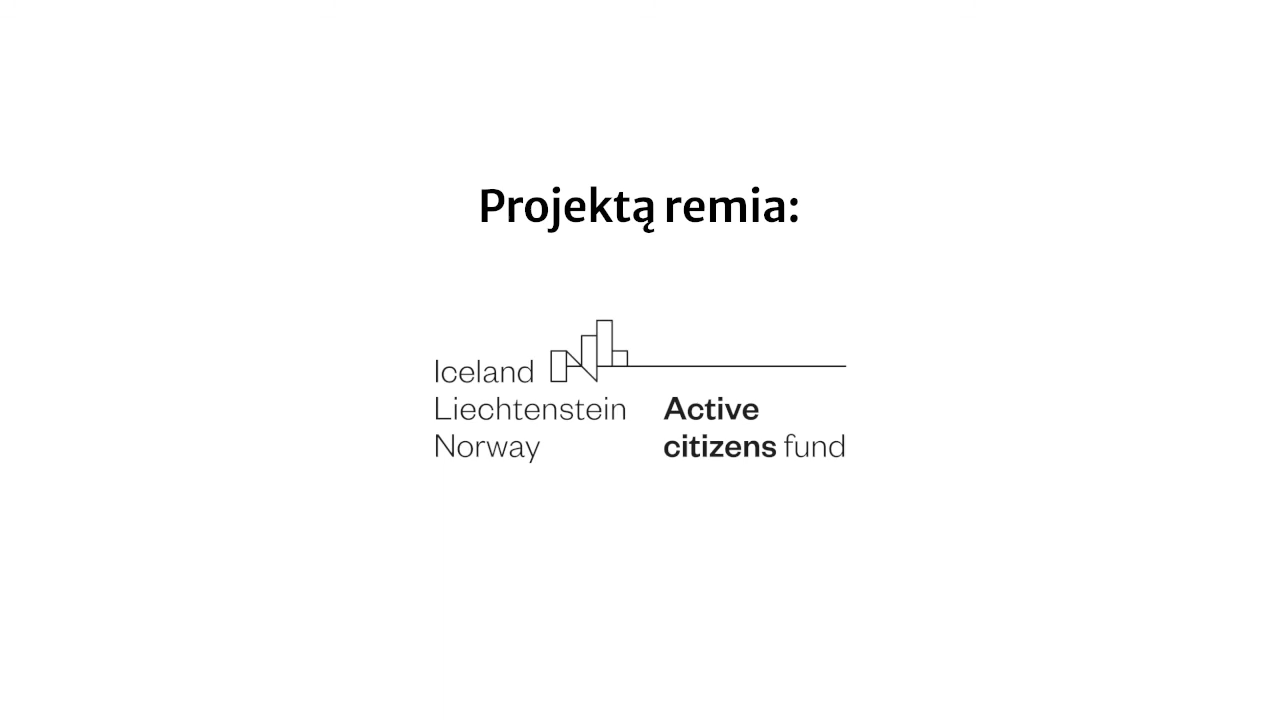 Projektą remia:
Iceland
Liechtenstein
Norway
Active
citizens fund